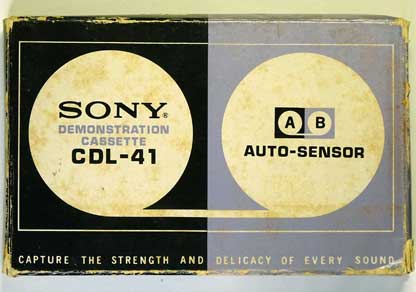 SONY®
DEMONSTRATION
CASSETTE
CDL-41
A B
AUTO-SENSOR
CAPTURE THE STRENGTH AND DELICACY OF EVERY SOUND